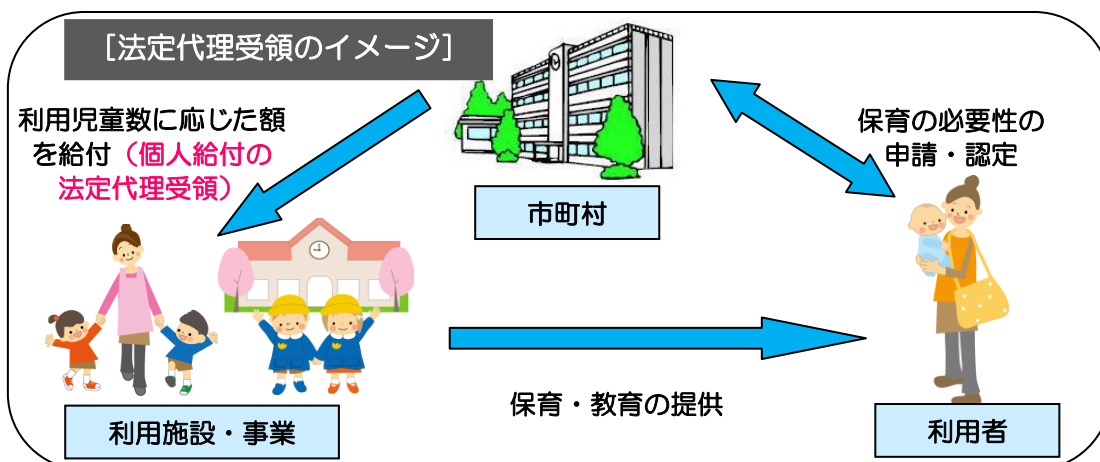 ［法定代理受領のイメージ］
利用児童数に応じた額
を給付（個人給付の
法定代理受領）
保育の必要性の
申請・認定
市町村
保育・教育の提供
利用施設・事業
利用者